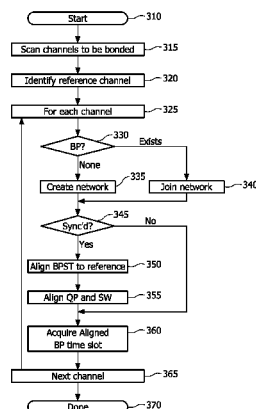 Start
310
Scan channels to be bonded
315
Identify reference channel
320
For each channel
325
BP?
330
Exists
None
Create network
335
Join network
340
Sync'd?
345
No
Yes
Align BPST to reference
350
Align QP and SW
355
Acquire Aligned
BP time slot
360
Next channel
365
Done
370